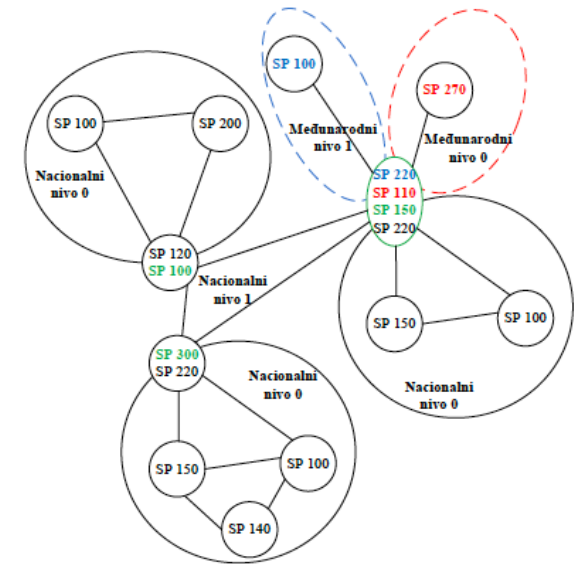 SP 100
SP 270
SP 100
SP 200
Međunarodni
nivo 1
Međunarodni
nivo 0
Nacionalni
nivo 0
SP 220
SP 110
SP 150
SP 220
SP 120
SP 100
Nacionalni
nivo 1
SP 150
SP 100
SP 300
SP 220
Nacionalni
nivo 0
Nacionalni
nivo 0
SP 150
SP 100
SP 140